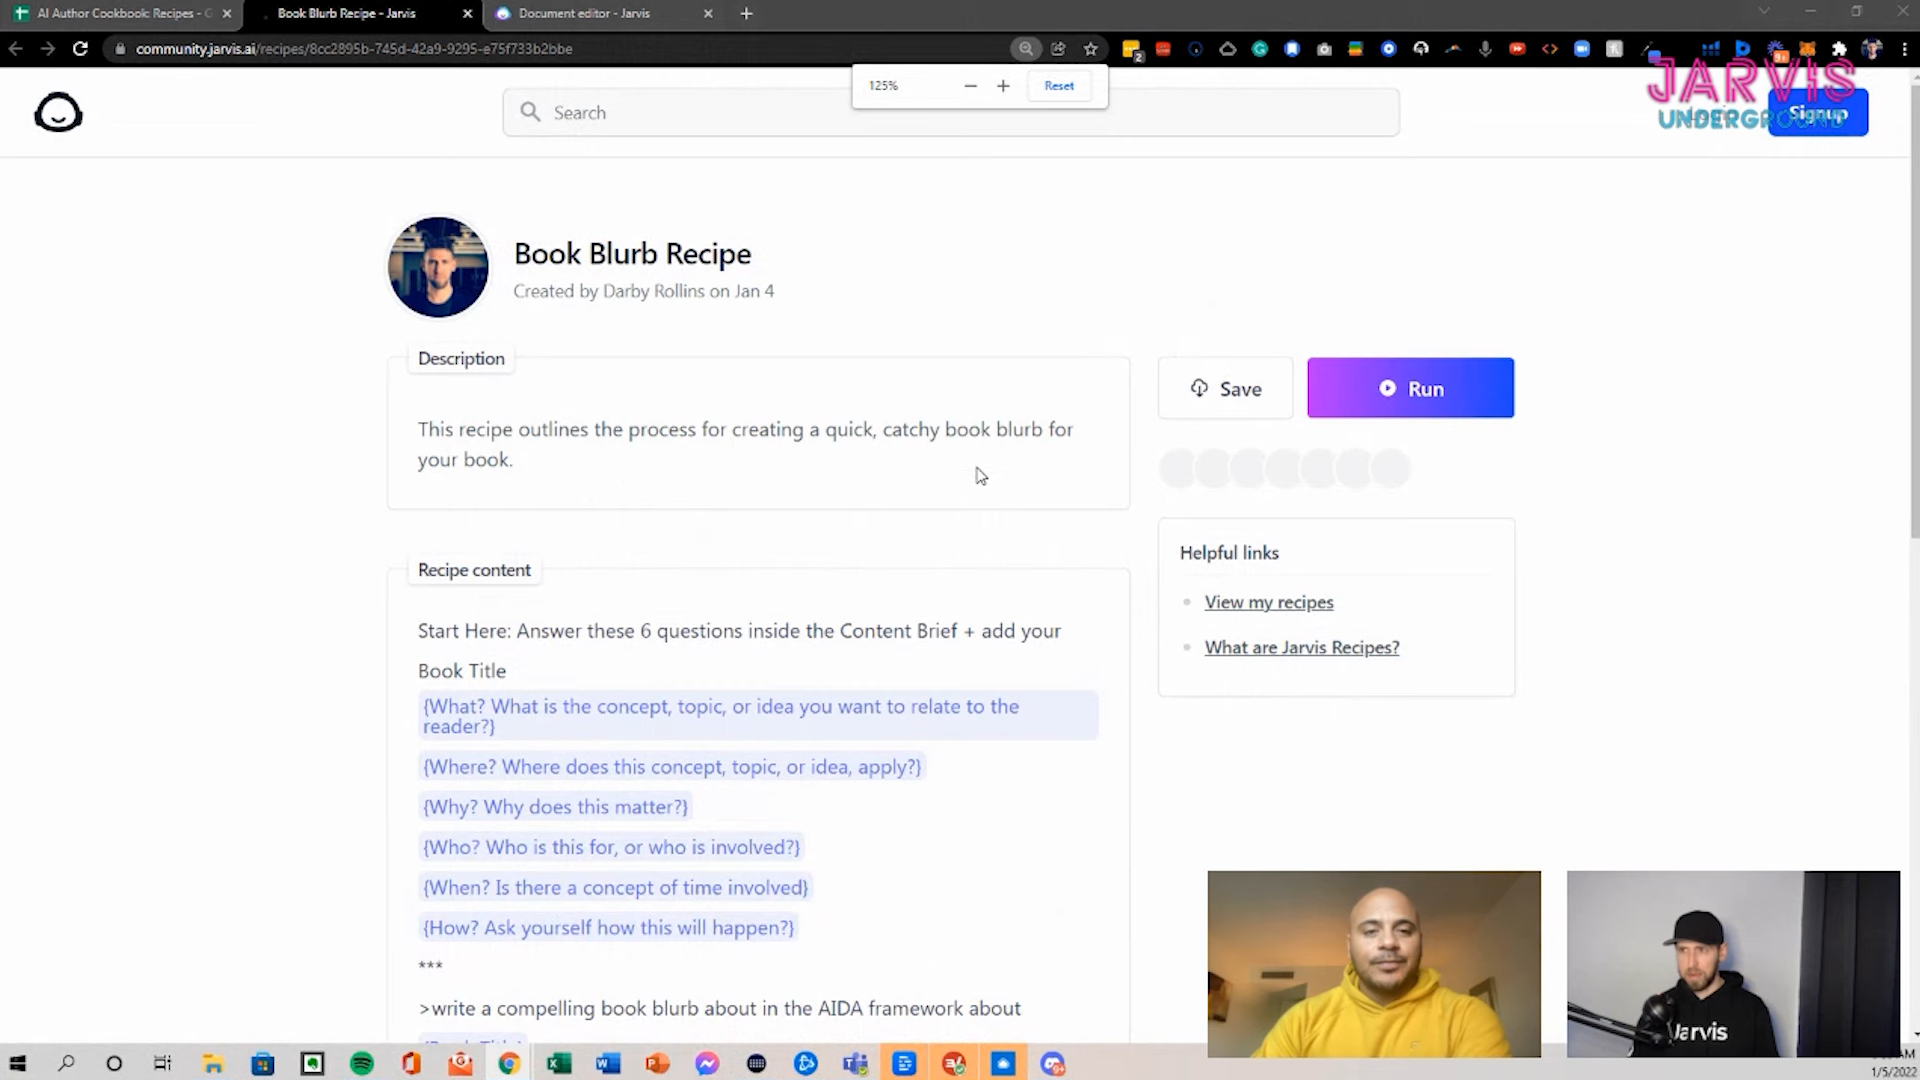 AI Author Cookbook: Recipes - G
Book Blurb Recipe - Jarvis
Document editor - Jarvis
community.jarvis.ai/recipes/8cc2895b-745d-42a9-9295-e75f733b2bbe
125%
Reset
JARVIS
UNDERGROUND
Search
Signup
Book Blurb Recipe
Created by Darby Rollins on Jan 4
Description
Save
Run
This recipe outlines the process for creating a quick, catchy book blurb for
your book.
Helpful links
View my recipes
What are Jarvis Recipes?
Recipe content
Start Here: Answer these 6 questions inside the Content Brief + add your
Book Title
{What? What is the concept, topic, or idea you want to relate to the
reader?}
{Where? Where does this concept, topic, or idea, apply?}
{Why? Why does this matter?}
{Who? Who is this for, or who is involved?}
{When? Is there a concept of time involved}
{How? Ask yourself how this will happen?}
***
>write a compelling book blurb about in the AIDA framework about
Jarvis
1/5/2022